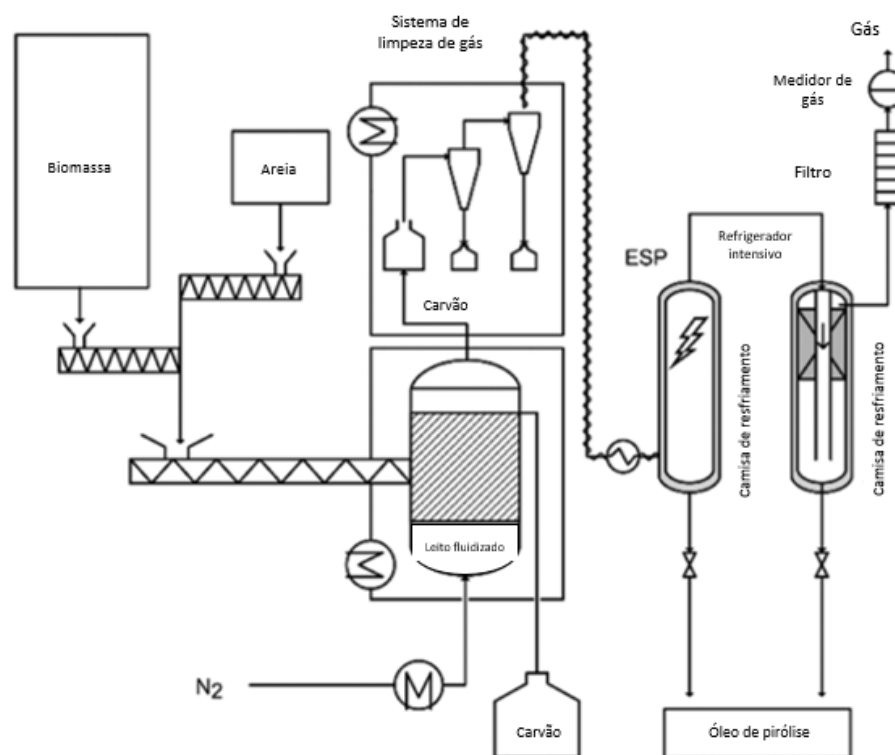 Sistema de
limpeza de gás
Gás
Medidor de
gás
Biomassa
Areia
Filtro
Refrigerador
intensivo
ESP
Carvão
Camisa de resfriamento
Camisa de resfriamento
Leito fluidizado
N2
Carvão
Óleo de pirólise